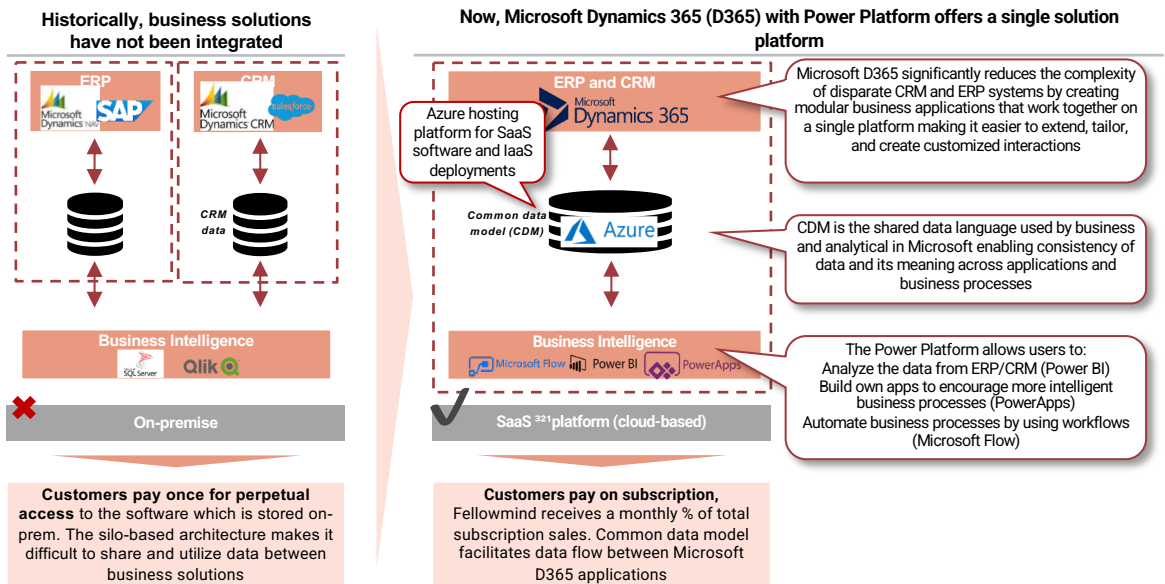 Historically, business solutions
have not been integrated
ERP
Microsoft
Dynamics NAV
SAP
CRM
Microsoft
Dynamics CRM
salesforce
CRM
data
Business Intelligence
Microsoft
SQL Server
Qlik
On-premise
Customers pay once for perpetual
access to the software which is stored on-
prem. The silo-based architecture makes it
difficult to share and utilize data between
business solutions
Now, Microsoft Dynamics 365 (D365) with Power Platform offers a single solution
platform
ERP and CRM
Microsoft
Dynamics 365
Azure hosting
platform for SaaS
software and IaaS
deployments
Common data
model (CDM)
Azure
Business Intelligence
Microsoft Flow
Power BI
PowerApps
SaaS ³²¹platform (cloud-based)
Customers pay on subscription,
Fellowmind receives a monthly % of total
subscription sales. Common data model
facilitates data flow between Microsoft
D365 applications
Microsoft D365 significantly reduces the complexity
of disparate CRM and ERP systems by creating
modular business applications that work together on
a single platform making it easier to extend, tailor,
and create customized interactions
CDM is the shared data language used by business
and analytical in Microsoft enabling consistency of
data and its meaning across applications and
business processes
The Power Platform allows users to:
Analyze the data from ERP/CRM (Power BI)
Build own apps to encourage more intelligent
business processes (PowerApps)
Automate business processes by using workflows
(Microsoft Flow)